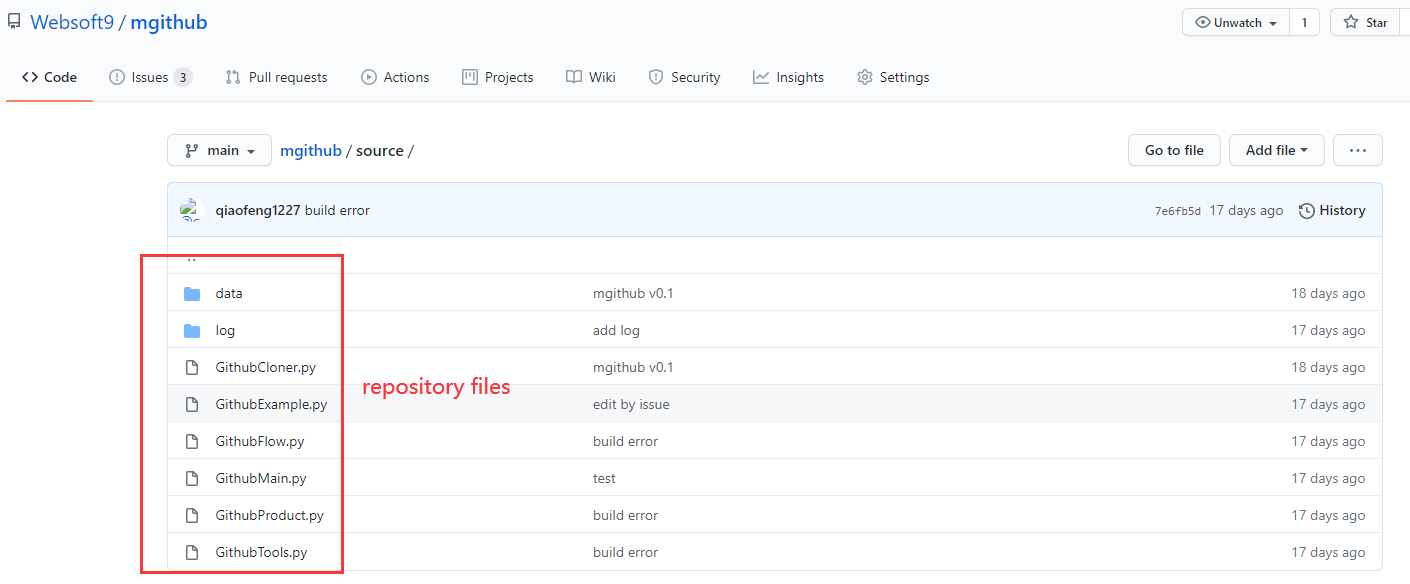 Websoft9 / mgithub
Unwatch 1 Star
Code Issues 3 Pull requests Actions Projects Wiki Security Insights Settings
main mgithub / source / Go to file Add file ...
qiaofeng1227 build error 7e6fb5d 17 days ago History
..
data mgithub v0.1 18 days ago
log add log 17 days ago
GithubCloner.py mgithub v0.1 18 days ago
repository files
GithubExample.py edit by issue 17 days ago
GithubFlow.py build error 17 days ago
GithubMain.py test 17 days ago
GithubProduct.py build error 17 days ago
GithubTools.py build error 17 days ago